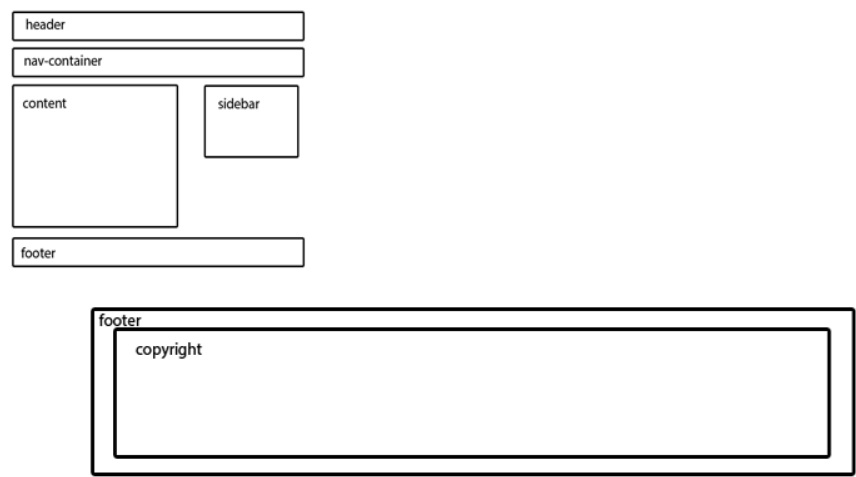 header
nav-container
content
sidebar
footer
footer
copyright